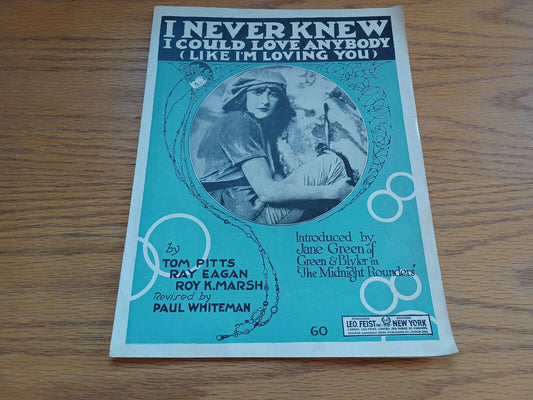 I NEVER KNEW
I COULD LOVE ANYBODY
(LIKE I'M LOVING YOU)
by
TOM PITTS
RAY EAGAN
ROY K. MARSH
Revised by
PAUL WHITEMAN
Introduced by
Jane Green of
Green & Blyler in
"The Midnight Rounders"
60
LEO. FEIST INC. NEW YORK